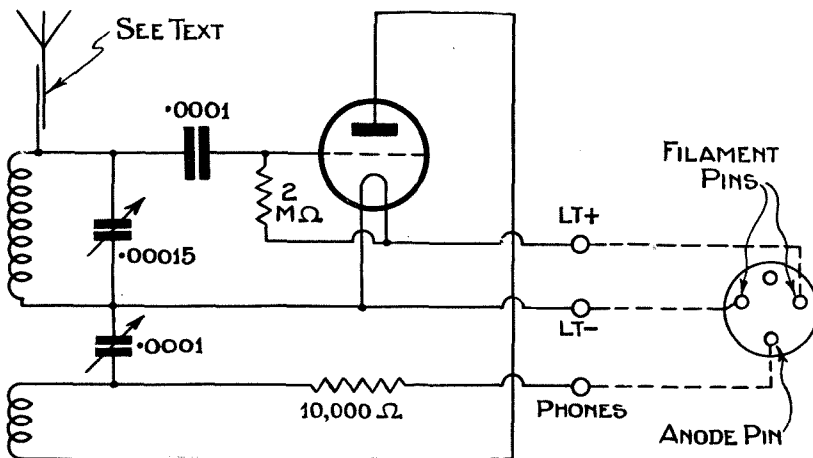 SEE TEXT
.0001
FILAMENT
PINS
2
MΩ
LT+
.00015
LT-
.0001
10,000 Ω
PHONES
ANODE PIN